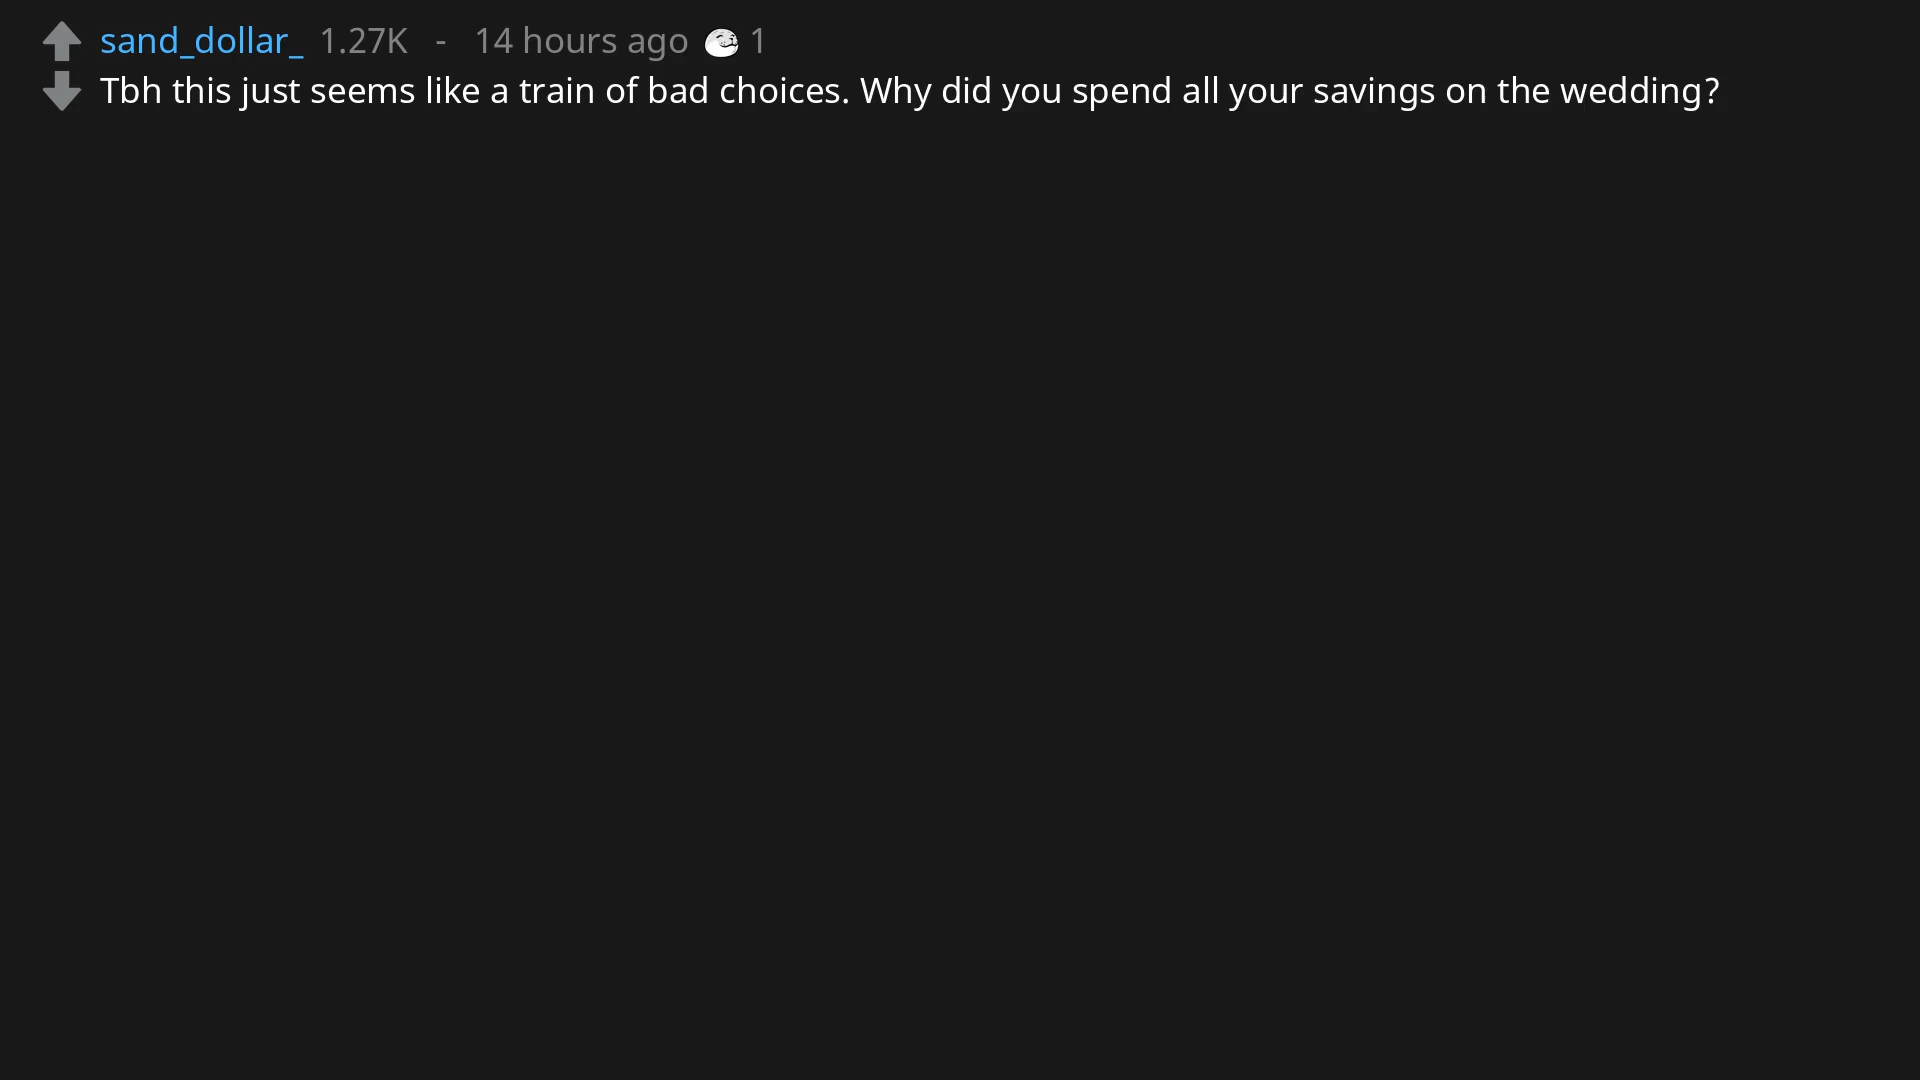 sand_dollar_ 1.27K - 14 hours ago 1
Tbh this just seems like a train of bad choices. Why did you spend all your savings on the wedding?